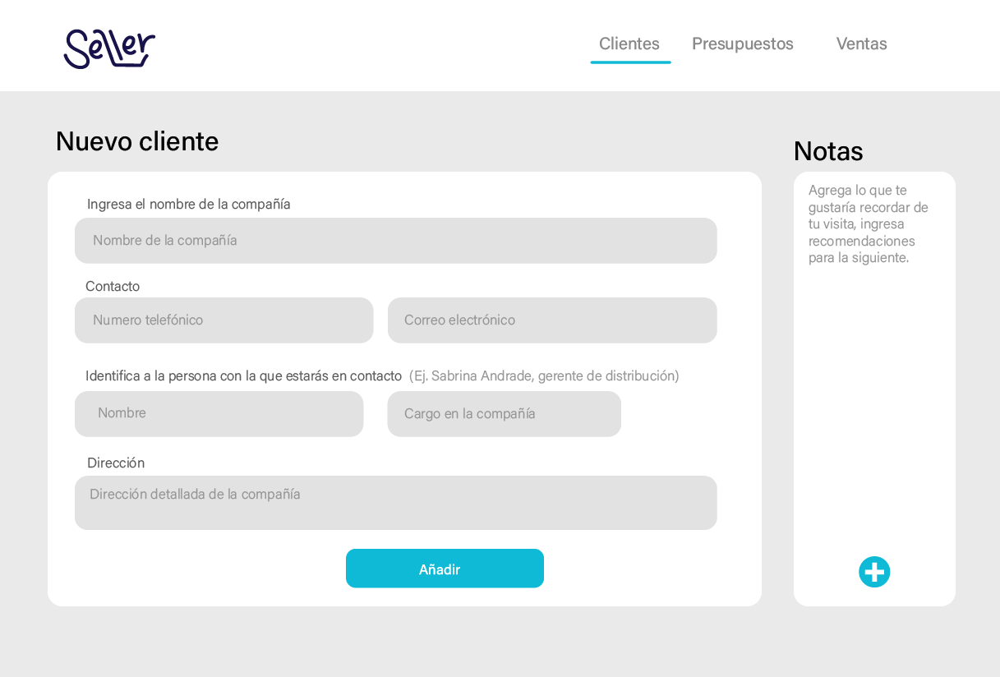 Seller
Clientes Presupuestos Ventas
Nuevo cliente
Ingresa el nombre de la compañía
Nombre de la compañía
Contacto
Numero telefónico
Correo electrónico
Identifica a la persona con la que estarás en contacto (Ej. Sabrina Andrade, gerente de distribución)
Nombre
Cargo en la compañía
Dirección
Dirección detallada de la compañía
Añadir
Notas
Agrega lo que te
gustaría recordar de
tu visita, ingresa
recomendaciones
para la siguiente.